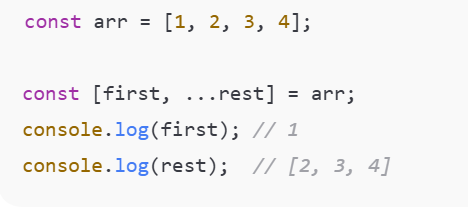 const arr = [1, 2, 3, 4];
const [first, ...rest] = arr;
console.log(first); // 1
console.log(rest);  // [2, 3, 4]